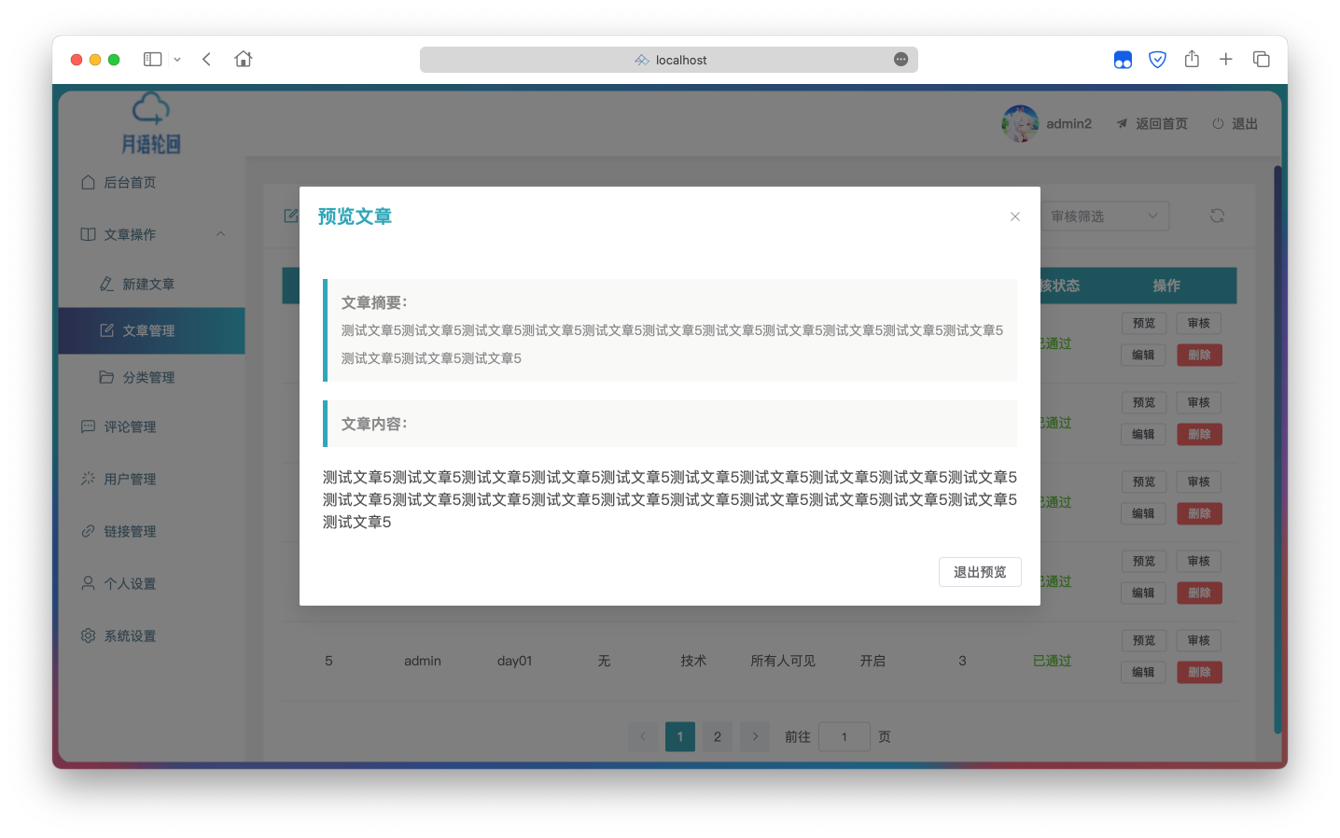 localhost
月语轮回
admin2
返回首页
退出
后台首页
文章操作
新建文章
文章管理
分类管理
评论管理
用户管理
链接管理
个人设置
系统设置
审核筛选
预览文章
文章摘要:
测试文章5测试文章5测试文章5测试文章5测试文章5测试文章5测试文章5测试文章5测试文章5测试文章5测试文章5
测试文章5测试文章5测试文章5
文章内容:
测试文章5测试文章5测试文章5测试文章5测试文章5测试文章5测试文章5测试文章5测试文章5测试文章5
测试文章5测试文章5测试文章5测试文章5测试文章5测试文章5测试文章5测试文章5测试文章5测试文章5
测试文章5
退出预览
核状态 操作
已通过 预览 审核
编辑 删除
已通过 预览 审核
编辑 删除
已通过 预览 审核
编辑 删除
已通过 预览 审核
编辑 删除
5 admin day01 无 技术 所有人可见 开启 3 已通过 预览 审核
编辑 删除
1 2 前往 1 页